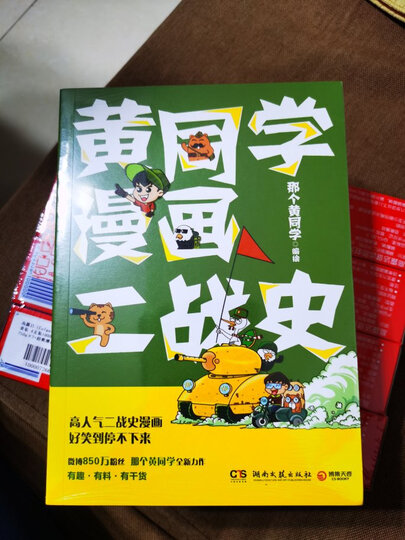 黄同学
漫画
二战史
那个黄同学 编绘
高人气二战史漫画
好笑到停不下来
微博850万粉丝 那个黄同学全新力作
有趣·有料·有干货
CTS
湖南文艺出版社
博集天卷
CS-BOOKY